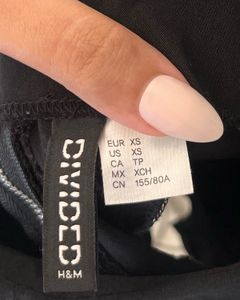 DIVIDED
H&M
EUR XS
US XS
CA TP
MX XCH
CN 155/80A